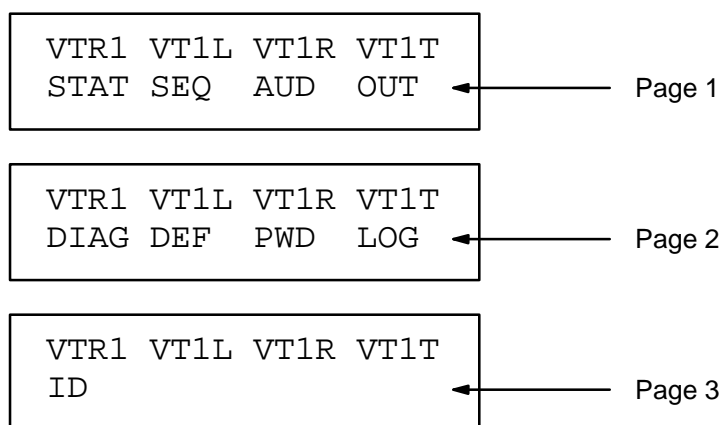 VTR1 VT1L VT1R VT1T
STAT SEQ AUD OUT
Page 1
VTR1 VT1L VT1R VT1T
DIAG DEF PWD LOG
Page 2
VTR1 VT1L VT1R VT1T
ID
Page 3